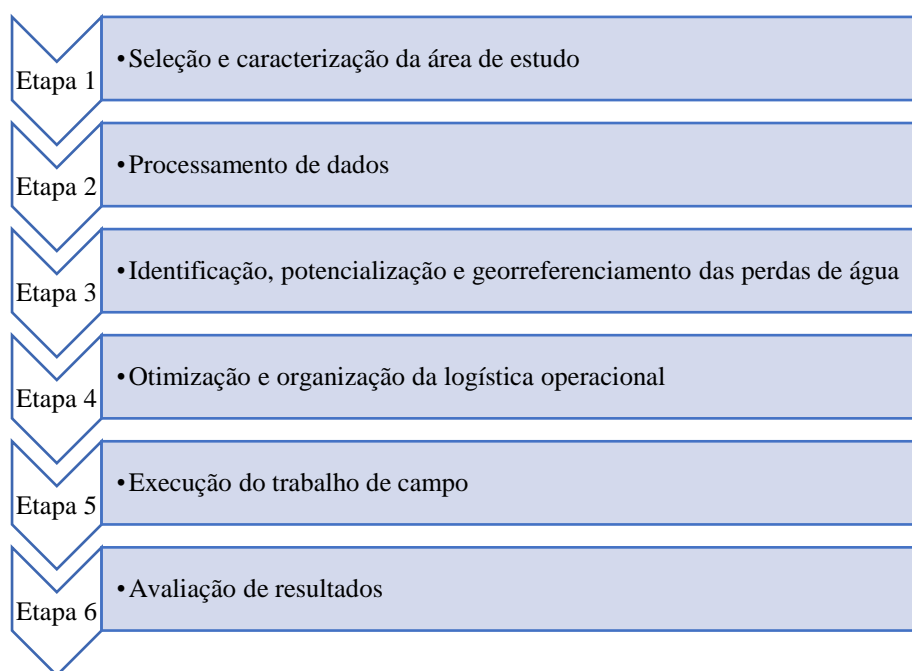 Etapa 1
•Seleção e caracterização da área de estudo
Etapa 2
•Processamento de dados
Etapa 3
•Identificação, potencialização e georreferenciamento das perdas de água
Etapa 4
•Otimização e organização da logística operacional
Etapa 5
•Execução do trabalho de campo
Etapa 6
•Avaliação de resultados